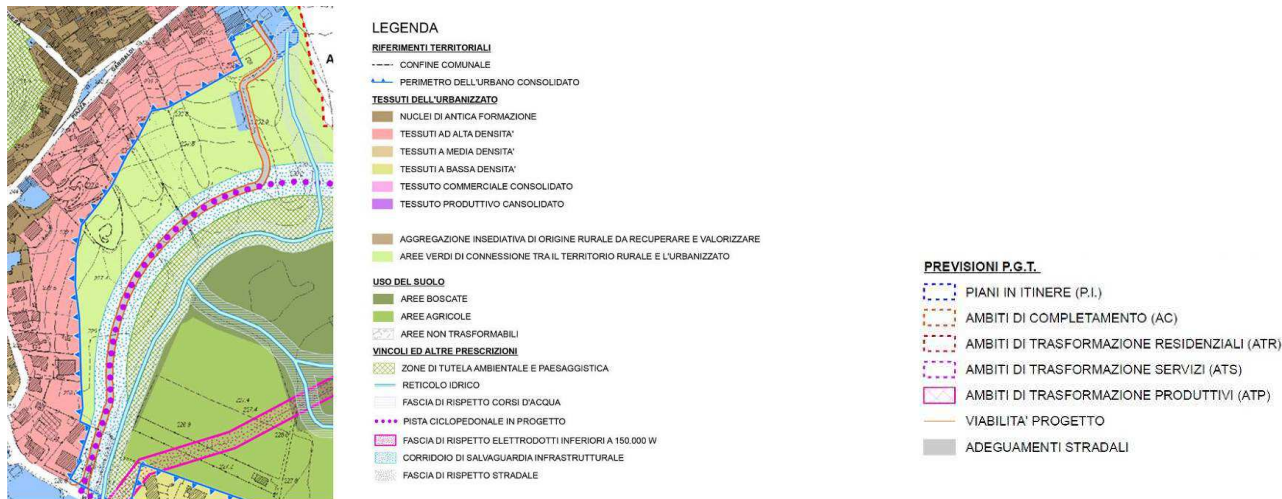 PIAZZA GARIBALDI
A
LEGENDA
RIFERIMENTI TERRITORIALI
CONFINE COMUNALE
PERIMETRO DELL'URBANO CONSOLIDATO
TESSUTI DELL'URBANIZZATO
NUCLEI DI ANTICA FORMAZIONE
TESSUTI AD ALTA DENSITA'
TESSUTI A MEDIA DENSITA'
TESSUTI A BASSA DENSITA'
TESSUTO COMMERCIALE CONSOLIDATO
TESSUTO PRODUTTIVO CANSOLIDATO
AGGREGAZIONE INSEDIATIVA DI ORIGINE RURALE DA RECUPERARE E VALORIZZARE
AREE VERDI DI CONNESSIONE TRA IL TERRITORIO RURALE E L'URBANIZZATO
USO DEL SUOLO
AREE BOSCATE
AREE AGRICOLE
AREE NON TRASFORMABILI
VINCOLI ED ALTRE PRESCRIZIONI
ZONE DI TUTELA AMBIENTALE E PAESAGGISTICA
RETICOLO IDRICO
FASCIA DI RISPETTO CORSI D'ACQUA
PISTA CICLOPEDONALE IN PROGETTO
FASCIA DI RISPETTO ELETTRODOTTI INFERIORI A 150.000 W
CORRIDOIO DI SALVAGUARDIA INFRASTRUTTURALE
FASCIA DI RISPETTO STRADALE
PREVISIONI P.G.T.
PIANI IN ITINERE (P.I.)
AMBITI DI COMPLETAMENTO (AC)
AMBITI DI TRASFORMAZIONE RESIDENZIALI (ATR)
AMBITI DI TRASFORMAZIONE SERVIZI (ATS)
AMBITI DI TRASFORMAZIONE PRODUTTIVI (ATP)
VIABILITA' PROGETTO
ADEGUAMENTI STRADALI